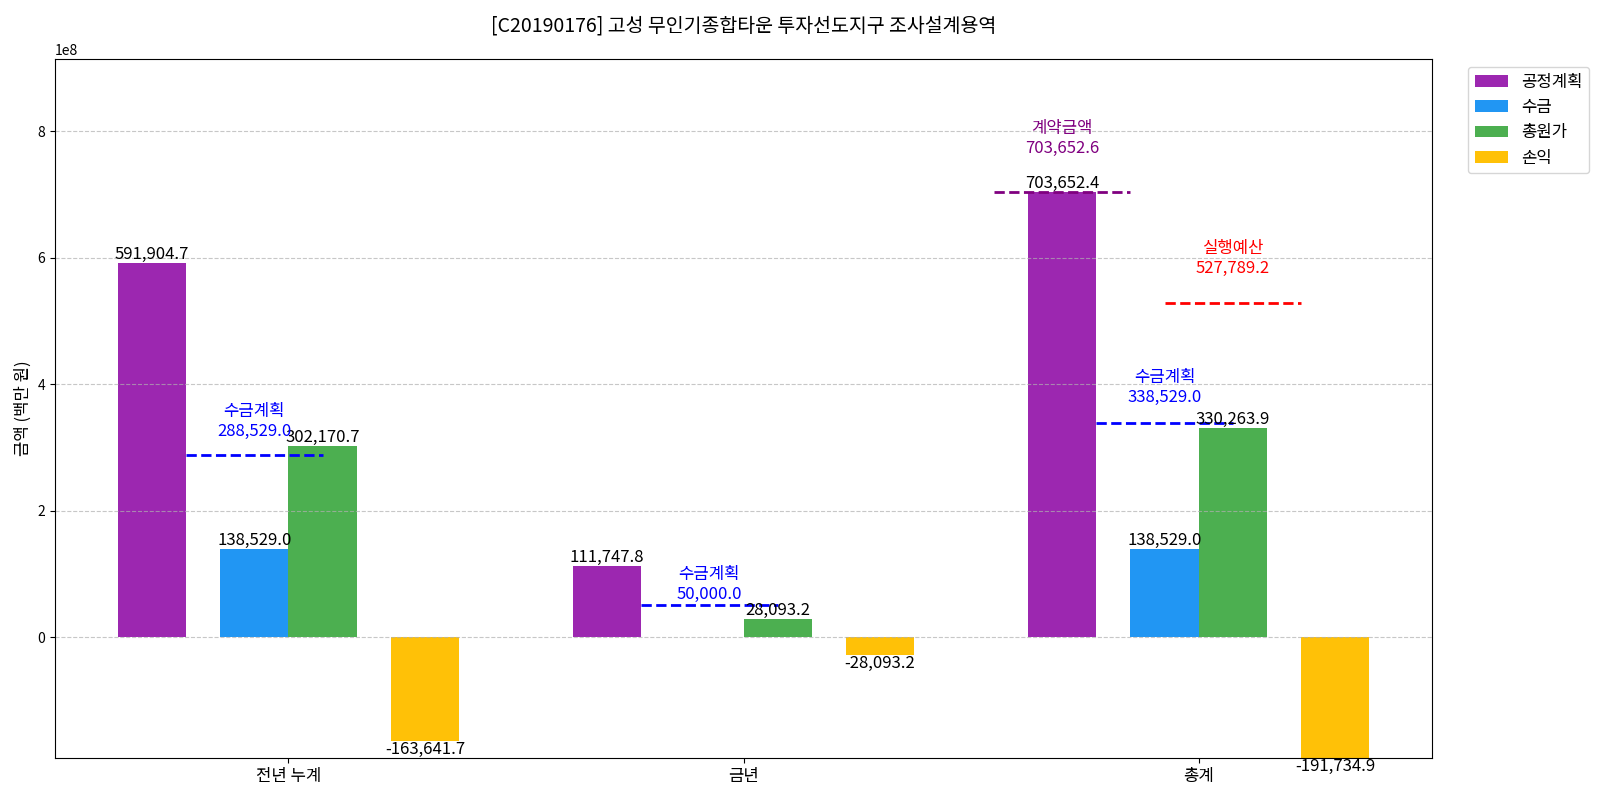 [C20190176] 고성 무인기종합타운 투자선도지구 조사설계용역
1e8
공정계획
수금
총원가
손익
금액 (백만 원)
8
6
4
2
0
계약금액
703,652.6
703,652.4
실행예산
527,789.2
591,904.7
수금계획
338,529.0
330,263.9
수금계획
288,529.0
302,170.7
138,529.0
111,747.8
수금계획
50,000.0
28,093.2
138,529.0
-28,093.2
-163,641.7
-191,734.9
전년 누계
금년
총계